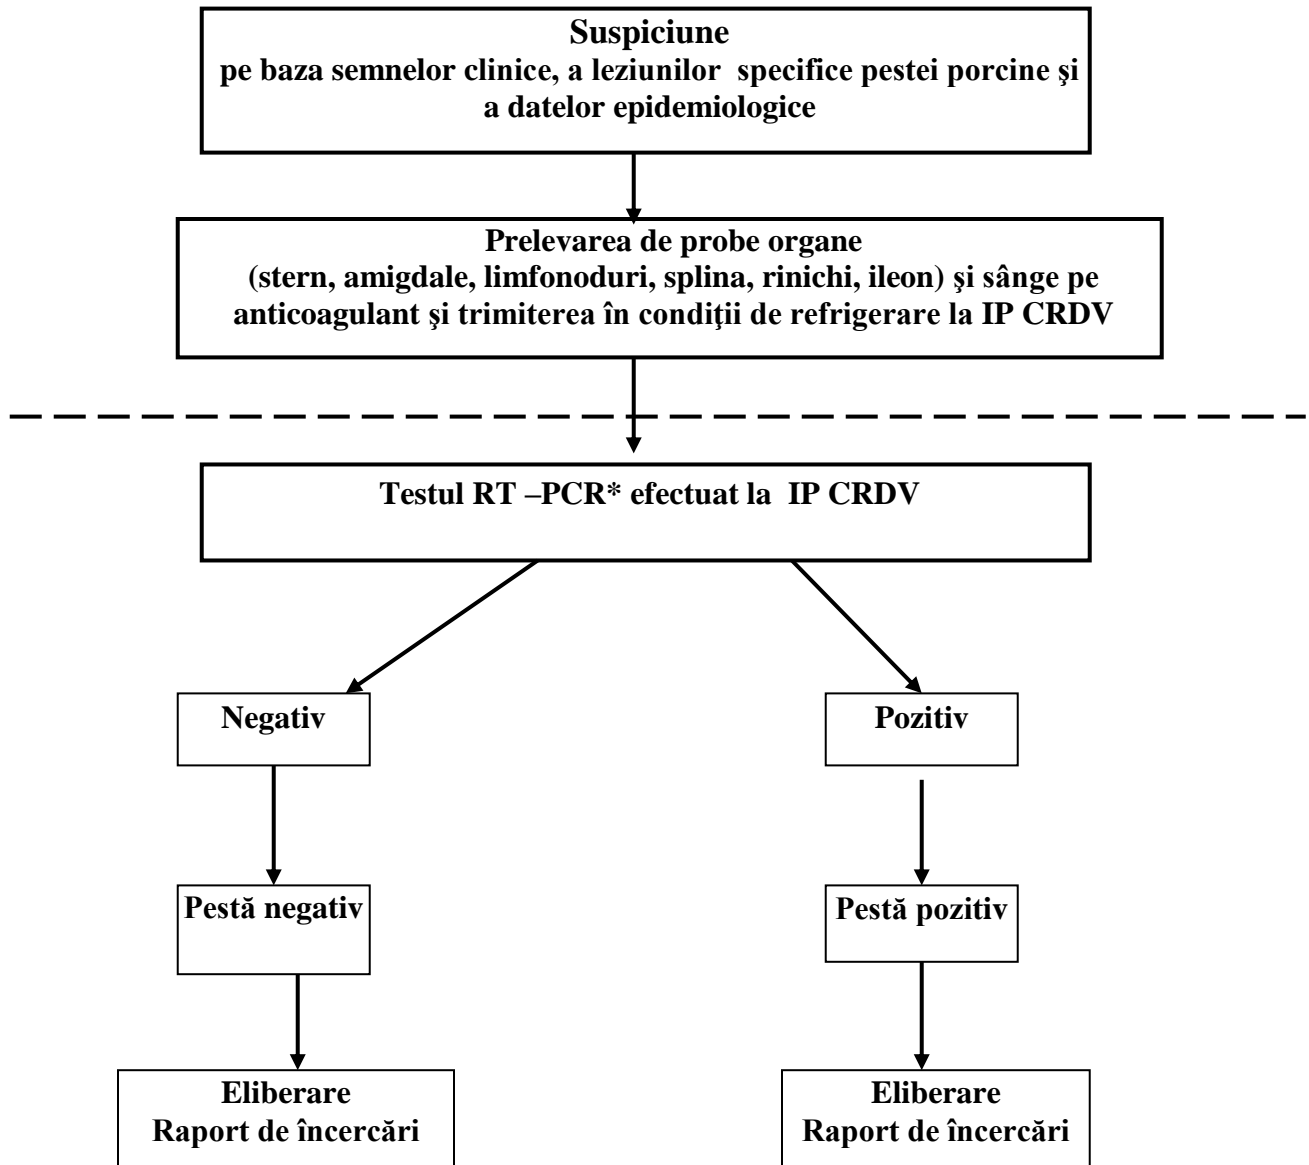 Suspiciune
pe baza semnelor clinice, a leziunilor specifice pestei porcine şi
a datelor epidemiologice
Prelevarea de probe organe
(stern, amigdale, limfonoduri, splina, rinichi, ileon) şi sânge pe
anticoagulant şi trimiterea în condiţii de refrigerare la IP CRDV
Testul RT –PCR* efectuat la IP CRDV
Negativ
Pozitiv
Pestă negativ
Pestă pozitiv
Eliberare
Raport de încercări
Eliberare
Raport de încercări